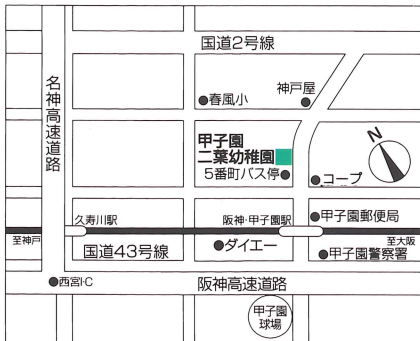 国道2号線
名神高速道路
神戸屋
春風小
甲子園
二葉幼稚園
5番町バス停
N
コープ
久寿川駅
阪神・甲子園駅
甲子園郵便局
至神戸
至大阪
国道43号線
ダイエー
甲子園警察署
西宮I・C
阪神高速道路
甲子園
球場